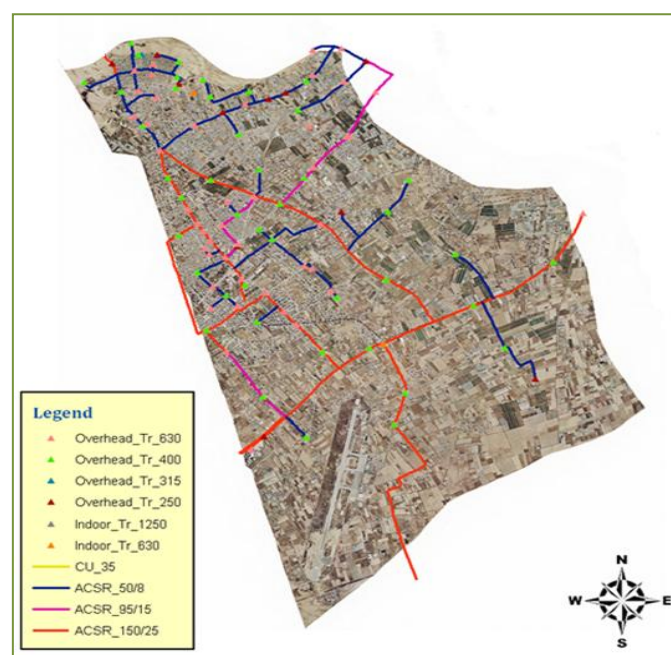 Legend
Overhead_Tr_630
Overhead_Tr_400
Overhead_Tr_315
Overhead_Tr_250
Indoor_Tr_1250
Indoor_Tr_630
CU_35
ACSR_50/8
ACSR_95/15
ACSR_150/25
N
W E
S